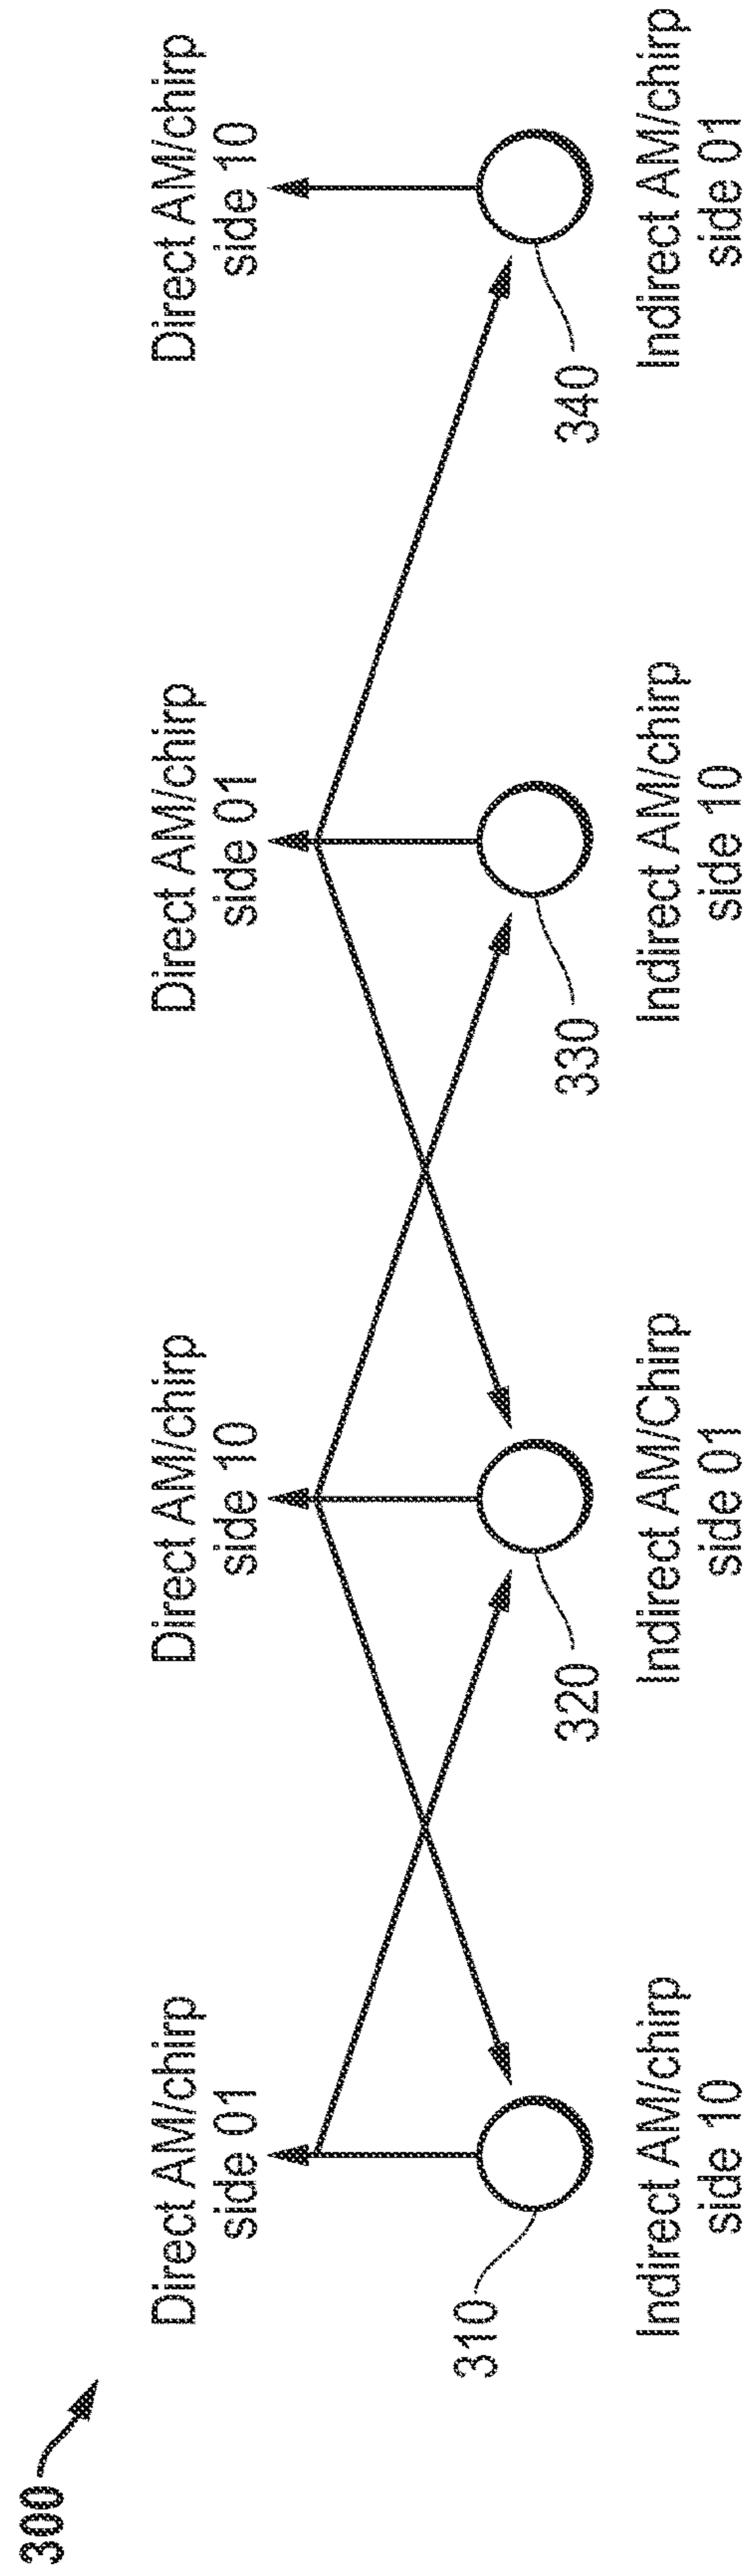 300
Direct AM/chirp
side 01
Direct AM/chirp
side 10
Direct AM/chirp
side 01
Direct AM/chirp
side 10
310
320
330
340
Indirect AM/chirp
side 10
Indirect AM/Chirp
side 01
Indirect AM/chirp
side 10
Indirect AM/chirp
side 01